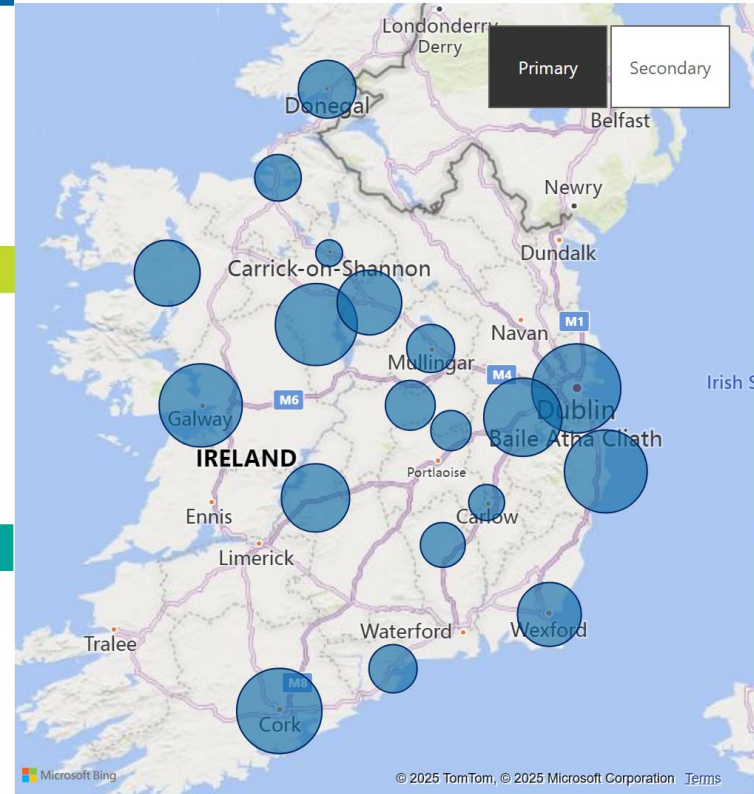 Londonderry
Derry
Primary
Secondary
Donegal
Belfast
Newry
Dundalk
Carrick-on-Shannon
M1
Navan
Mullingar
M4
Irish S
M6
Galway
Dublin
Baile Átha Cliath
IRELAND
Portlaoise
Ennis
Carlow
Limerick
Tralee
Waterford
Wexford
M8
Cork
Microsoft Bing
© 2025 TomTom, © 2025 Microsoft Corporation Terms